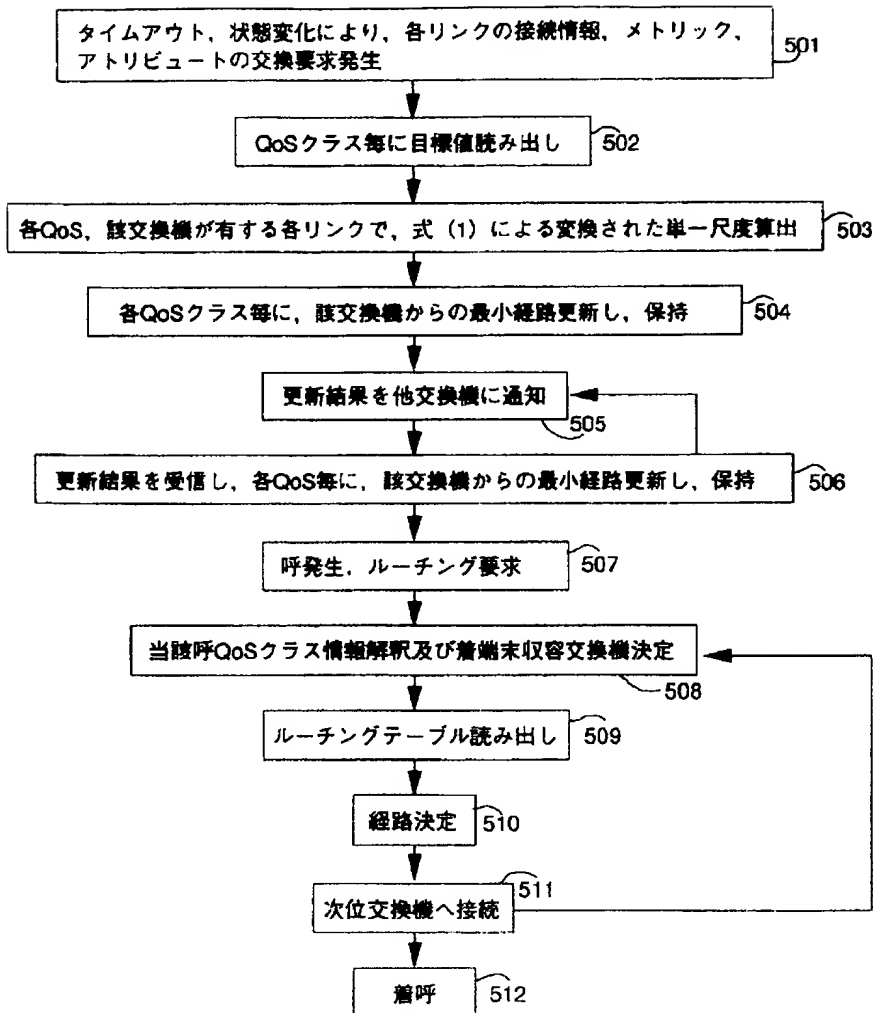 タイムアウト，状態変化により，各リンクの接続情報，メトリック，
アトリビュートの交換要求発生
501
QoSクラス毎に目標値読み出し
502
各QoS，該交換機が有する各リンクで，式（1）による変換された単一尺度算出
503
各QoSクラス毎に，該交換機からの最小経路更新し，保持
504
更新結果を他交換機に通知
505
更新結果を受信し，各QoS毎に，該交換機からの最小経路更新し，保持
506
呼発生，ルーチング要求
507
当該呼QoSクラス情報解釈及び着端末収容交換機決定
508
ルーチングテーブル読み出し
509
経路決定
510
511
次位交換機へ接続
着呼
512